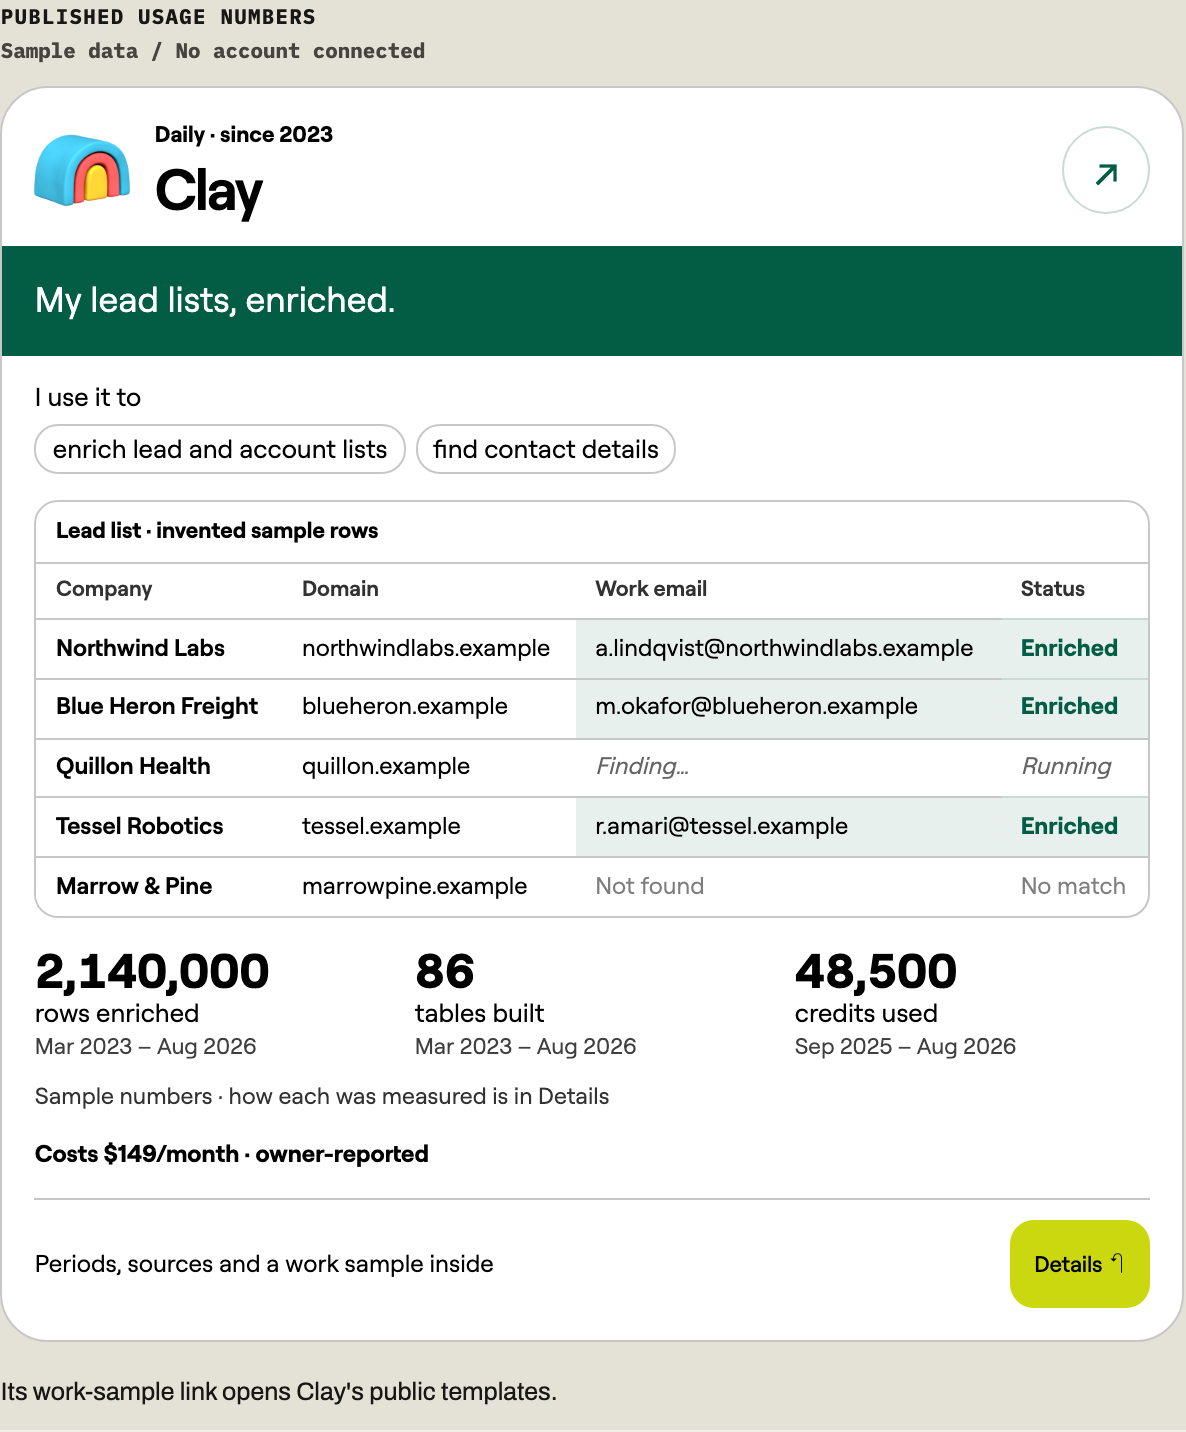 PUBLISHED USAGE NUMBERS
Sample data / No account connected
Daily · since 2023
Clay
My lead lists, enriched.
I use it to
enrich lead and account lists find contact details
Lead list · invented sample rows
Company Domain Work email Status
Northwind Labs northwindlabs.example a.lindqvist@northwindlabs.example Enriched
Blue Heron Freight blueheron.example m.okafor@blueheron.example Enriched
Quillon Health quillon.example Finding... Running
Tessel Robotics tessel.example r.amari@tessel.example Enriched
Marrow & Pine marrowpine.example Not found No match
2,140,000 86 48,500
rows enriched tables built credits used
Mar 2023 – Aug 2026 Mar 2023 – Aug 2026 Sep 2025 – Aug 2026
Sample numbers · how each was measured is in Details
Costs $149/month · owner-reported
Periods, sources and a work sample inside Details
Its work-sample link opens Clay's public templates.